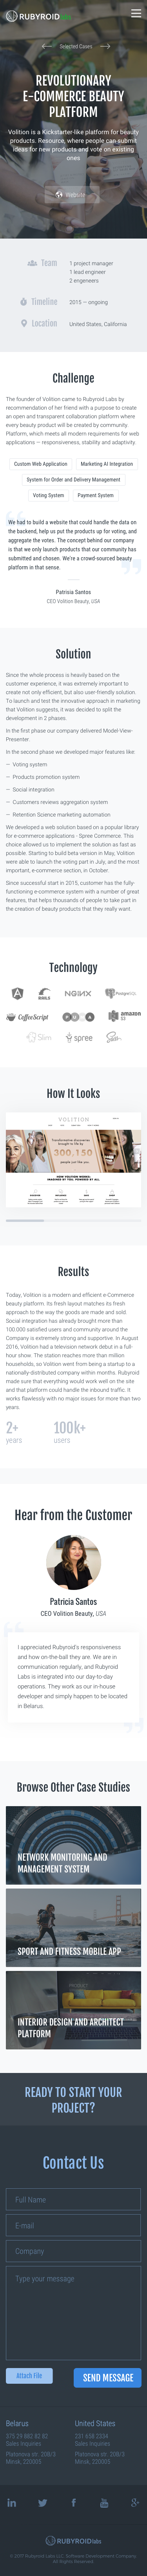 RUBYROIDlabs
Selected Cases
REVOLUTIONARY
E-COMMERCE BEAUTY
PLATFORM
Volition is a Kickstarter-like platform for beauty
products. Resource, where people can submit
ideas for new products and vote on existing
ones
Website
Team
1 project manager
1 lead engineer
2 engeneers
Timeline
2015 — ongoing
Location
United States, California
Challenge
The founder of Volition came to Rubyroid Labs by
recommendation of her friend with a purpose to build
an open and transparent collaboration platform where
every beauty product would be created by community.
Platform, which meets all modern requirements for web
applications — responsiveness, stability and adaptivity.
Custom Web Application
Marketing AI Integration
System for Order and Delivery Management
Voting System
Payment System
We had to build a website that could handle the data on
the backend, help us put the products up for voting, and
aggregate the votes. The concept behind our company
is that we only launch products that our community has
submitted and chosen. We're a crowd-sourced beauty
platform in that sense.
Patrisia Santos
CEO Volition Beauty, USA
Solution
Since the whole process is heavily based on user
experience, it was extremely important for us to
create not only efficient, but also user-friendly solution.
To launch and test the innovative approach in marketing
that Volition suggests, it was decided to split the
development in 2 phases.
In the first phase our company delivered Model-View-
Presenter.
In the second phase we developed major features like
— Voting system
— Products promotion system
— Social integration
— Customers reviews aggregation system
— Retention Science marketing automation
We developed a web solution based on a popular library
for e-commerce apps - Spree Commerce. This
choice allowed us to implement the solution as fast as
possible. Starting to build base version in May, Volition
were able to launch the voting part in July, and the most
important, e-commerce section, in October.
Since successful start in 2015, customer has the fully-
functioning e-commerce system with a number of great
features, that helps thousands of people to take part in
the creation of beauty products that they really want.
Technology
RAILS
NGINX
PostgreSQL
CoffeeScript
PUMA
amazon
S3
Slim
spree
Sass
How It Looks
VOLITION
Transformative discoveries
brought to life by
300,150
people like you.
HOW VOLITION WORKS:
IMAGINED BY YOU. POWERED BY ALL.
Results
Today, Volition is a modern and efficient e-Commerce
beauty platform. Its fresh layout matches its fresh
approach to the way the goods are made and sold.
Social integration has already brought more than
100,000 users and counting from around the world.
Company is extremely strong and supportive. In August
2016, Volition had a television network debut in a full-
hour show. The station reaches more than million
households, as Volition went from a local startup to a
nationally-distributed company within months. Rubyroid
made sure that everything works well on the major site
and that platform could handle that expected traffic. It
works flawlessly and we keep working for it for more
than years.
2+
years
100k+
users
Hear from the Customer
Patricia Santos
CEO Volition Beauty, USA
I appreciated Rubyroid's responsiveness
and how on-the-ball they are. We are in
communication regularly, and Rubyroid
Labs is integrated into our day-to-day
operations. They work as our in-house
developer and simply happen to be located
in Belarus.
Browse Other Case Studies
NETWORK MONITORING AND
MANAGEMENT SYSTEM
SPORT AND FITNESS MOBILE APP
INTERIOR DESIGN AND ARCHITECT
PLATFORM
READY TO START YOUR
PROJECT?
Contact Us
Full Name
E-mail
Company
Type your message
Attach File
SEND MESSAGE
Belarus
375 29 882 82 82
Sales Inquiries
Platonova str. 20B/3,
Minsk, 220005
United States
231 638 2334
Sales Inquiries
Platonova str. 20B/3,
Minsk, 220005
RUBYROIDlabs
© 2017 Rubyroid Labs LLC. Software Development Company.
All Rights Reserved.